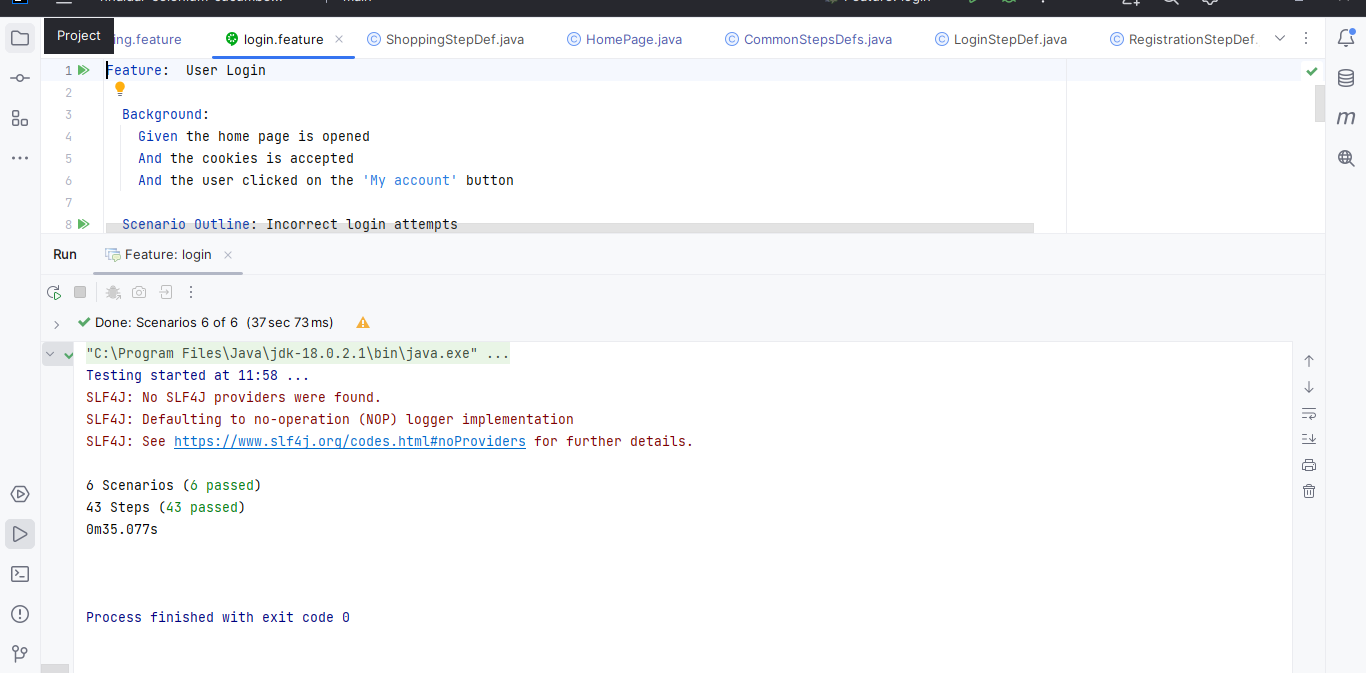 Project
ing.feature
login.feature
ShoppingStepDef.java
HomePage.java
CommonStepsDefs.java
LoginStepDef.java
RegistrationStepDef.
1 Feature:  User Login
2
3 Background:
4 Given the home page is opened
5 And the cookies is accepted
6 And the user clicked on the 'My account' button
7
8 Scenario Outline: Incorrect login attempts
Run
Feature: login
Done: Scenarios 6 of 6 (37 sec 73 ms)
"C:\Program Files\Java\jdk-18.0.2.1\bin\java.exe" ...
Testing started at 11:58 ...
SLF4J: No SLF4J providers were found.
SLF4J: Defaulting to no-operation (NOP) logger implementation
SLF4J: See https://www.slf4j.org/codes.html#noProviders for further details.
6 Scenarios (6 passed)
43 Steps (43 passed)
0m35.077s
Process finished with exit code 0